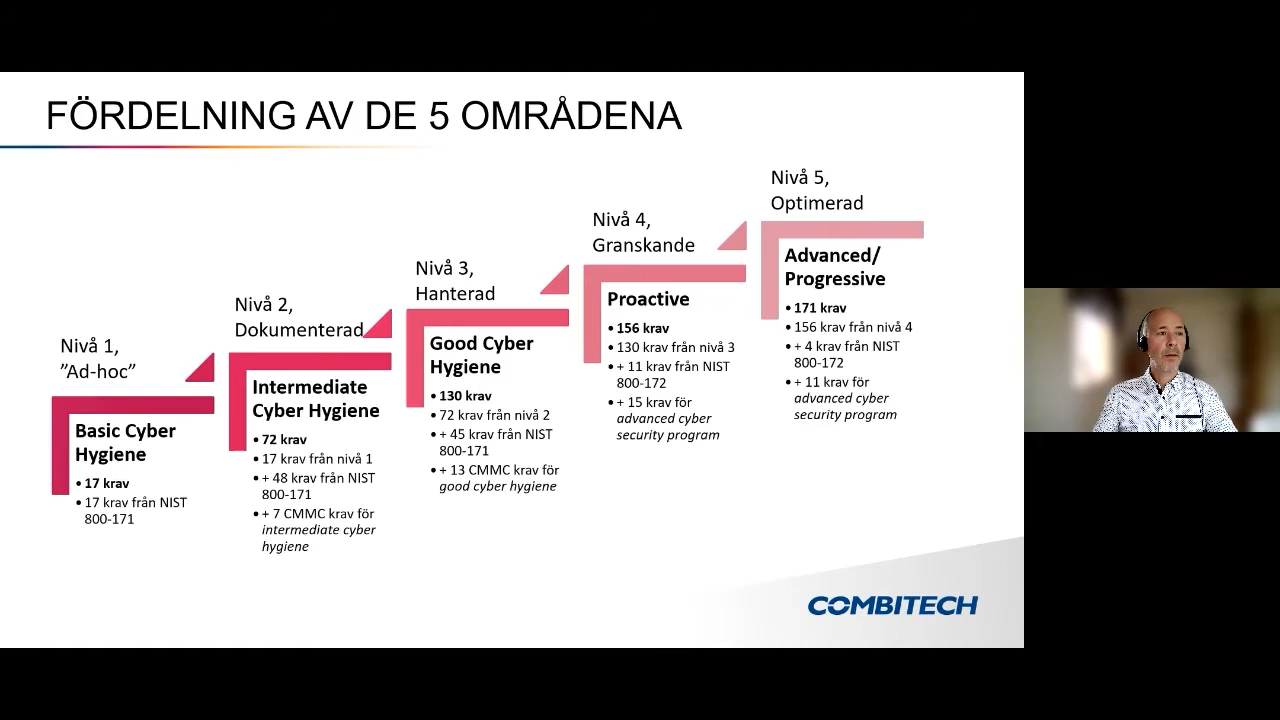 FÖRDELNING AV DE 5 OMRÅDENA
Nivå 1,
”Ad-hoc”
Basic Cyber
Hygiene
• 17 krav
• 17 krav från NIST
800-171
Nivå 2,
Dokumenterad
Intermediate
Cyber Hygiene
• 72 krav
• 17 krav från nivå 1
• + 48 krav från NIST
800-171
• + 7 CMMC krav för
intermediate cyber
hygiene
Nivå 3,
Hanterad
Good Cyber
Hygiene
• 130 krav
• 72 krav från nivå 2
• + 45 krav från NIST
800-171
• + 13 CMMC krav för
good cyber hygiene
Nivå 4,
Granskande
Proactive
• 156 krav
• 130 krav från nivå 3
• + 11 krav från NIST
800-172
• + 15 krav för
advanced cyber
security program
Nivå 5,
Optimerad
Advanced/
Progressive
• 171 krav
• 156 krav från nivå 4
• + 4 krav från NIST
800-172
• + 11 krav för
advanced cyber
security program
COMBITECH